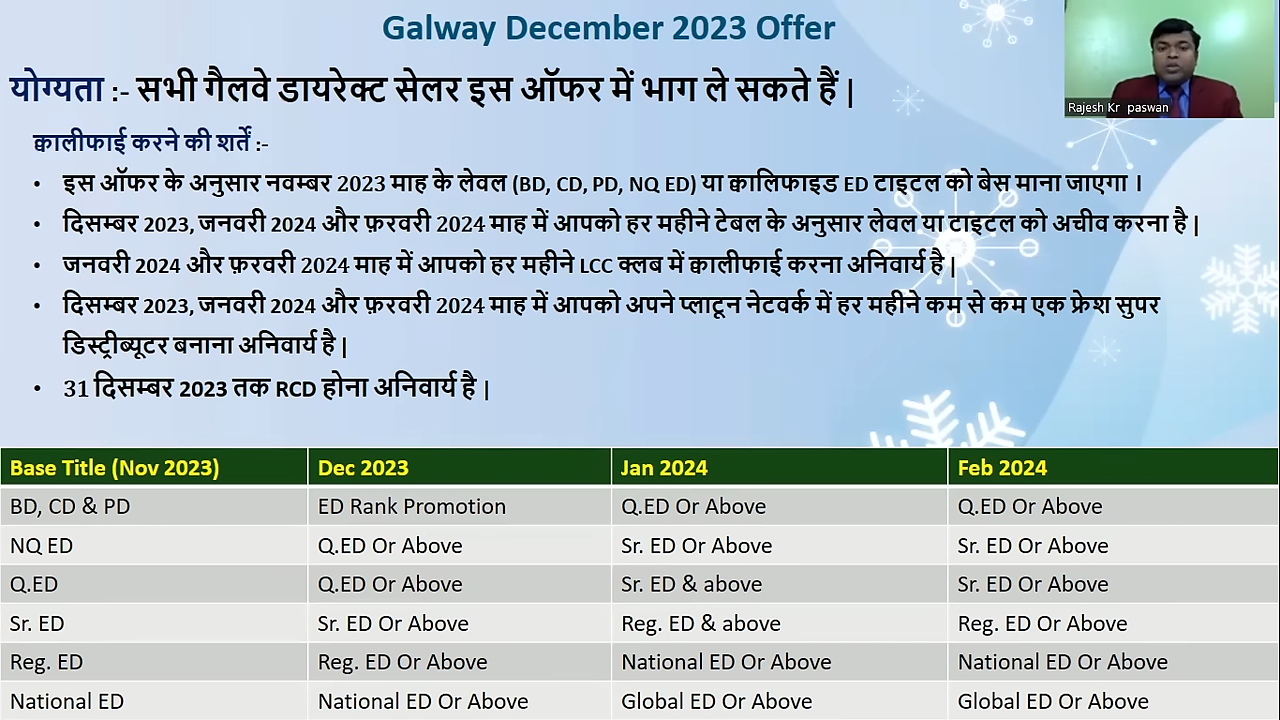 Galway December 2023 Offer
Rajesh Kr paswan
योग्यता :- सभी गैलवे डायरेक्ट सेलर इस ऑफर में भाग ले सकते हैं |
क्वालीफाई करने की शर्तें :-
• इस ऑफर के अनुसार नवम्बर 2023 माह के लेवल (BD, CD, PD, NQ ED) या क्वालिफाइड ED टाइटल को बेस माना जाएगा ।
• दिसम्बर 2023, जनवरी 2024 और फ़रवरी 2024 माह में आपको हर महीने टेबल के अनुसार लेवल या टाइटल को अचीव करना है |
• जनवरी 2024 और फ़रवरी 2024 माह में आपको हर महीने LCC क्लब में क्वालीफाई करना अनिवार्य है |
• दिसम्बर 2023, जनवरी 2024 और फ़रवरी 2024 माह में आपको अपने प्लाटून नेटवर्क में हर महीने कम से कम एक फ्रेश सुपर
डिस्ट्रीब्यूटर बनाना अनिवार्य है |
• 31 दिसम्बर 2023 तक RCD होना अनिवार्य है |
Base Title (Nov 2023) Dec 2023 Jan 2024 Feb 2024
BD, CD & PD ED Rank Promotion Q.ED Or Above Q.ED Or Above
NQ ED Q.ED Or Above Sr. ED Or Above Sr. ED Or Above
Q.ED Q.ED Or Above Sr. ED & above Sr. ED Or Above
Sr. ED Sr. ED Or Above Reg. ED & above Reg. ED Or Above
Reg. ED Reg. ED Or Above National ED Or Above National ED Or Above
National ED National ED Or Above Global ED Or Above Global ED Or Above